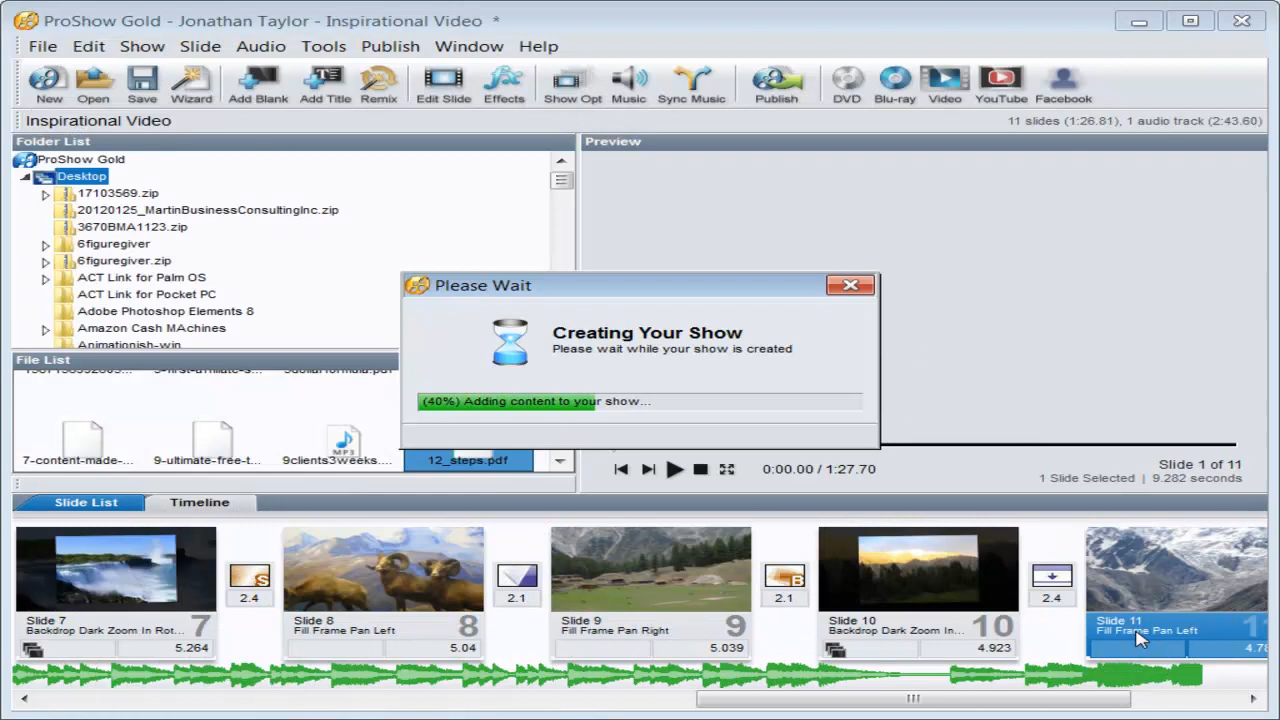 ProShow Gold - Jonathan Taylor - Inspirational Video *
File Edit Show Slide Audio Tools Publish Window Help
New Open Save Wizard Add Blank Add Title Remix Edit Slide Effects Show Opt Music Sync Music Publish DVD Blu-ray Video YouTube Facebook
Inspirational Video 11 slides (1:26.81), 1 audio track (2:43.60)
Folder List
Preview
ProShow Gold
Desktop
17103569.zip
20120125_MartinBusinessConsultingInc.zip
3670BMA1123.zip
6figuregiver
6figuregiver.zip
ACT Link for Palm OS
ACT Link for Pocket PC
Adobe Photoshop Elements 8
Amazon Cash MAchines
Animationish-win
Please Wait
Creating Your Show
Please wait while your show is created
(40%) Adding content to your show...
File List
7-content-made-... 9-ultimate-free-t... 9clients3weeks.... 12_steps.pdf
MP3
0:00.00 / 1:27.70
Slide 1 of 11
1 Slide Selected | 9.282 seconds
Slide List Timeline
Slide 7
Backdrop Dark Zoom In Rot...
7
5.264
2.4
Slide 8
Fill Frame Pan Left
8
5.04
2.1
Slide 9
Fill Frame Pan Right
9
5.039
2.1
Slide 10
Backdrop Dark Zoom In...
10
4.923
2.4
Slide 11
Fill Frame Pan Left